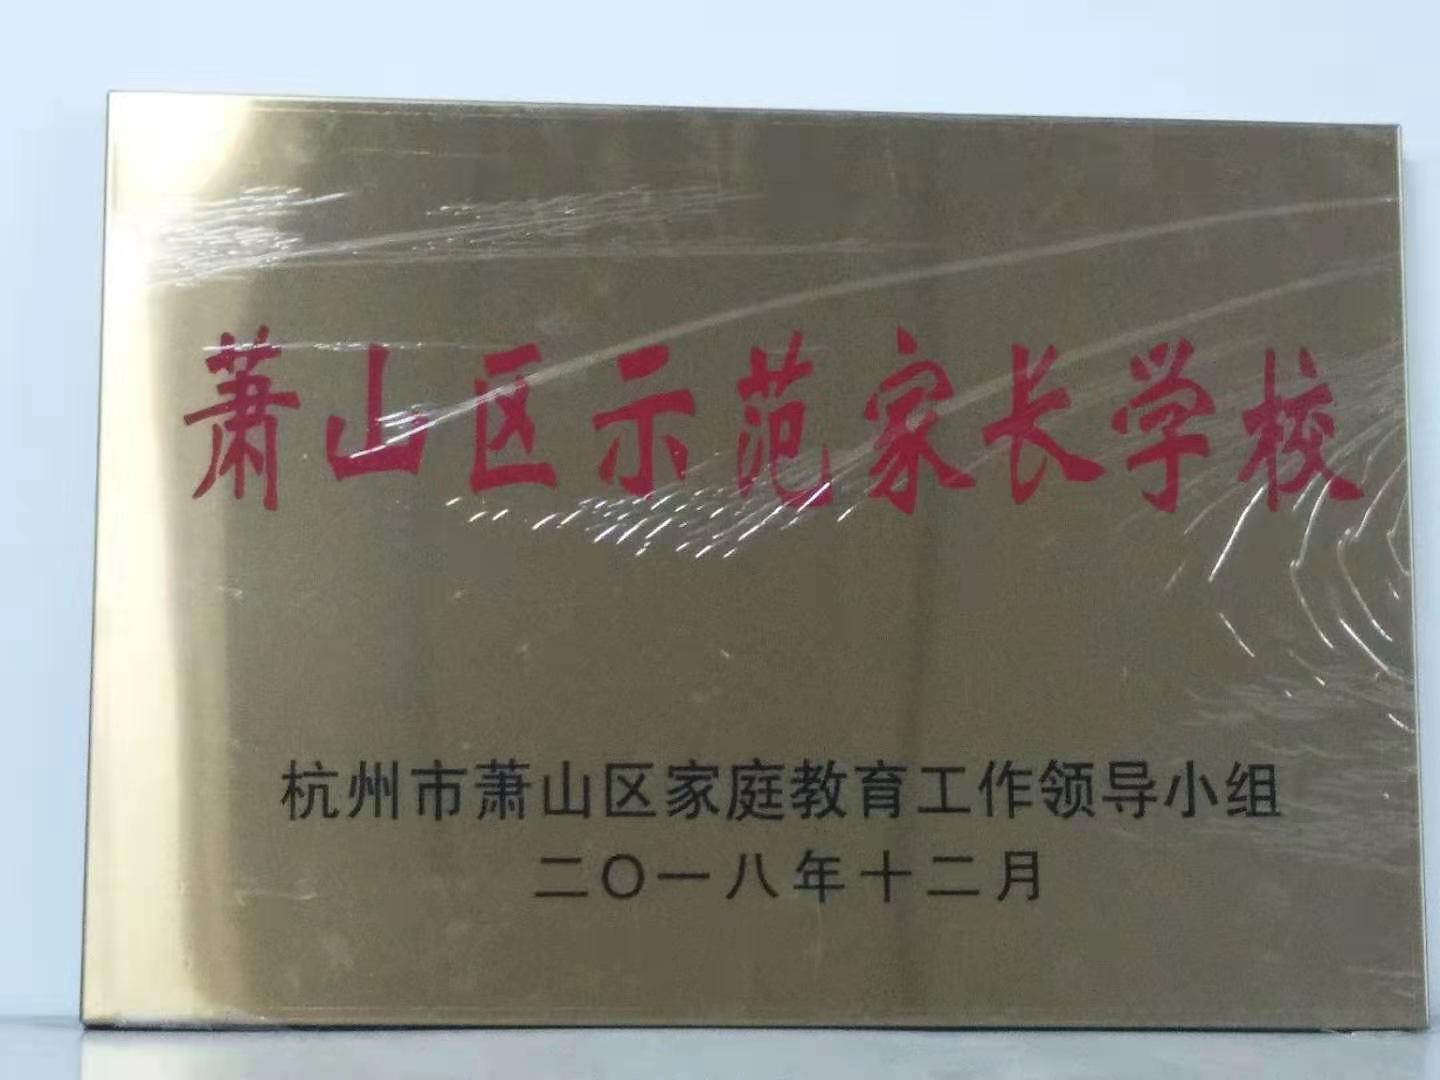 萧山区示范家长学校
杭州市萧山区家庭教育工作领导小组
二〇一八年十二月